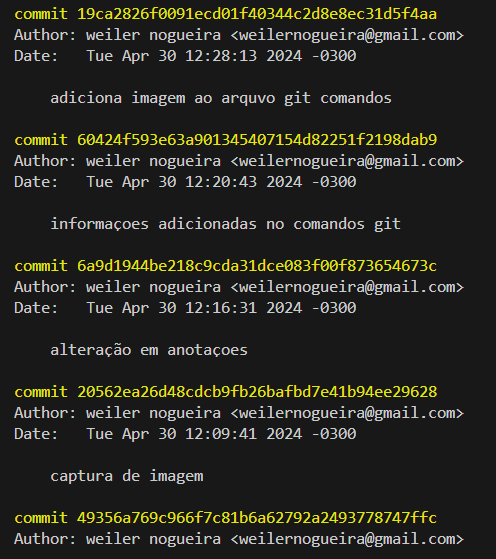 commit 19ca2826f0091ecd01f40344c2d8e8ec31d5f4aa
Author: weiler nogueira <weilernogueira@gmail.com>
Date:   Tue Apr 30 12:28:13 2024 -0300
adiciona imagem ao arquvo git comandos
commit 60424f593e63a901345407154d82251f2198dab9
Author: weiler nogueira <weilernogueira@gmail.com>
Date:   Tue Apr 30 12:20:43 2024 -0300
informaçoes adicionadas no comandos git
commit 6a9d1944be218c9cda31dce083f00f873654673c
Author: weiler nogueira <weilernogueira@gmail.com>
Date:   Tue Apr 30 12:16:31 2024 -0300
alteração em anotaçoes
commit 20562ea26d48cdcb9fb26bafbd7e41b94ee29628
Author: weiler nogueira <weilernogueira@gmail.com>
Date:   Tue Apr 30 12:09:41 2024 -0300
captura de imagem
commit 49356a769c966f7c81b6a62792a2493778747ffc
Author: weiler nogueira <weilernogueira@gmail.com>